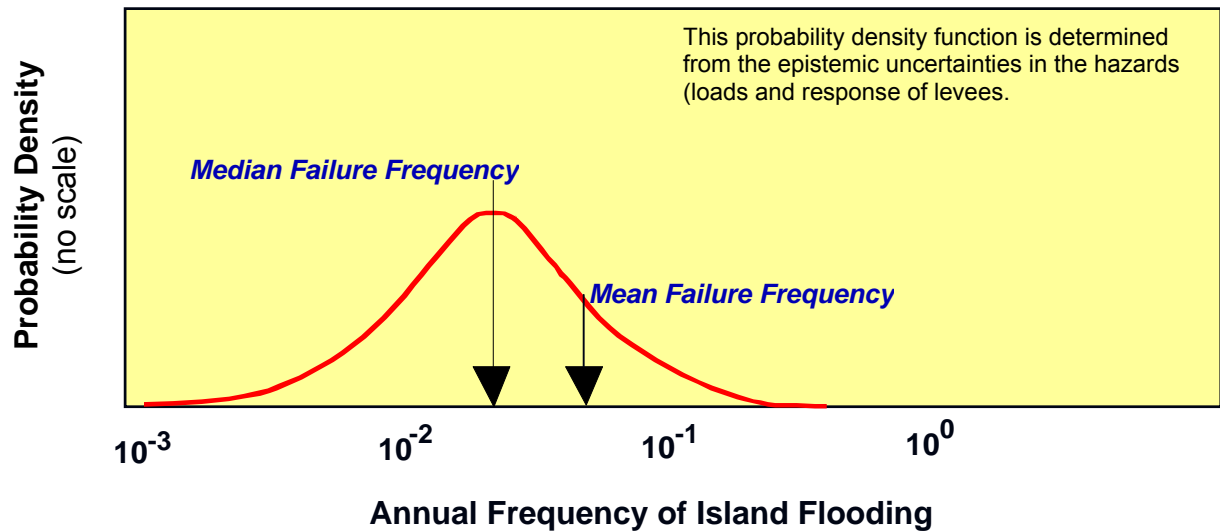 This probability density function is determined
from the epistemic uncertainties in the hazards
(loads and response of levees.
Probability Density
(no scale)
Median Failure Frequency
Mean Failure Frequency
10⁻³ 10⁻² 10⁻¹ 10⁰
Annual Frequency of Island Flooding